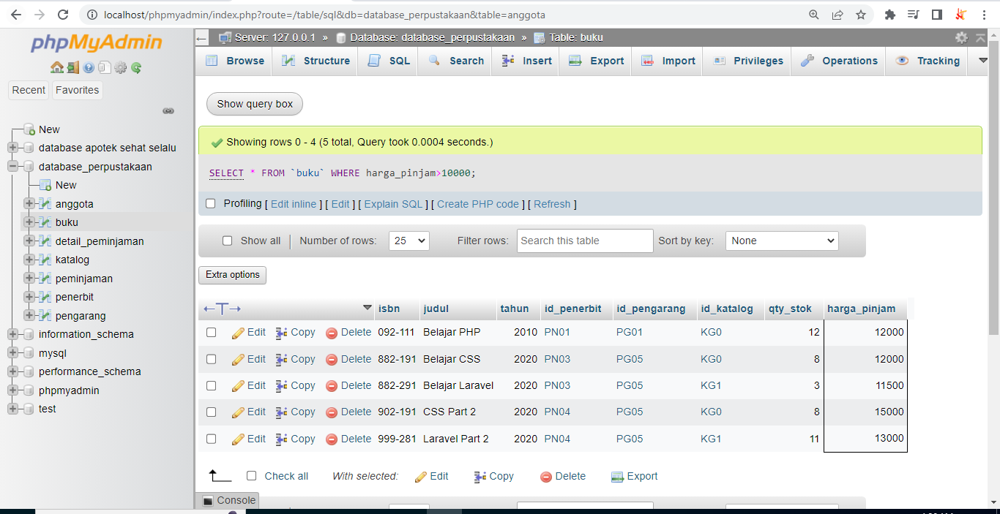 localhost/phpmyadmin/index.php?route=/table/sql&db=database_perpustakaan&table=anggota
phpMyAdmin
Recent Favorites
New
database apotek sehat selalu
database_perpustakaan
New
anggota
buku
detail_peminjaman
katalog
peminjaman
penerbit
pengarang
information_schema
mysql
performance_schema
phpmyadmin
test
Server: 127.0.0.1 » Database: database_perpustakaan » Table: buku
Browse Structure SQL Search Insert Export Import Privileges Operations Tracking
Show query box
Showing rows 0 - 4 (5 total, Query took 0.0004 seconds.)
SELECT * FROM `buku` WHERE harga_pinjam>10000;
Profiling [ Edit inline ] [ Edit ] [ Explain SQL ] [ Create PHP code ] [ Refresh ]
Show all | Number of rows: 25 Filter rows: Search this table Sort by key: None
Extra options
←T→ isbn judul tahun id_penerbit id_pengarang id_katalog qty_stok harga_pinjam
Edit Copy Delete 092-111 Belajar PHP 2010 PN01 PG01 KG0 12 12000
Edit Copy Delete 882-191 Belajar CSS 2020 PN03 PG05 KG0 8 12000
Edit Copy Delete 882-291 Belajar Laravel 2020 PN03 PG05 KG1 3 11500
Edit Copy Delete 902-191 CSS Part 2 2020 PN04 PG05 KG0 8 15000
Edit Copy Delete 999-281 Laravel Part 2 2020 PN04 PG05 KG1 11 13000
Check all With selected: Edit Copy Delete Export
Console